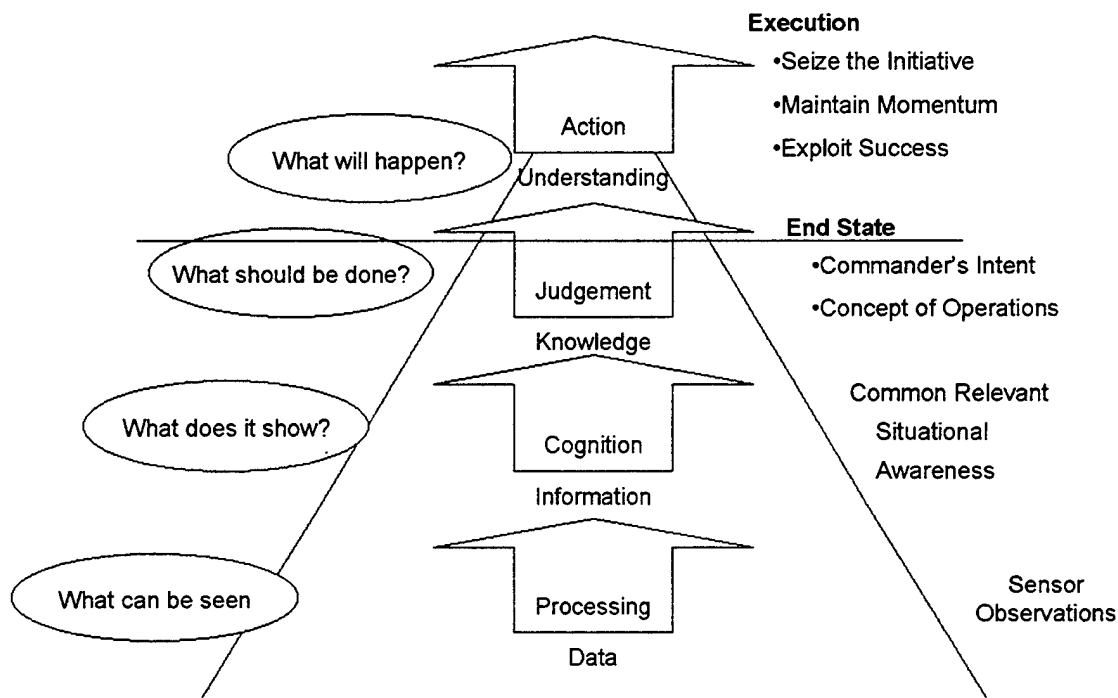 Execution
•Seize the Initiative
•Maintain Momentum
•Exploit Success
Action
What will happen?
Understanding
End State
•Commander's Intent
•Concept of Operations
What should be done?
Judgement
Knowledge
Common Relevant
Situational
Awareness
What does it show?
Cognition
Information
What can be seen
Processing
Sensor
Observations
Data